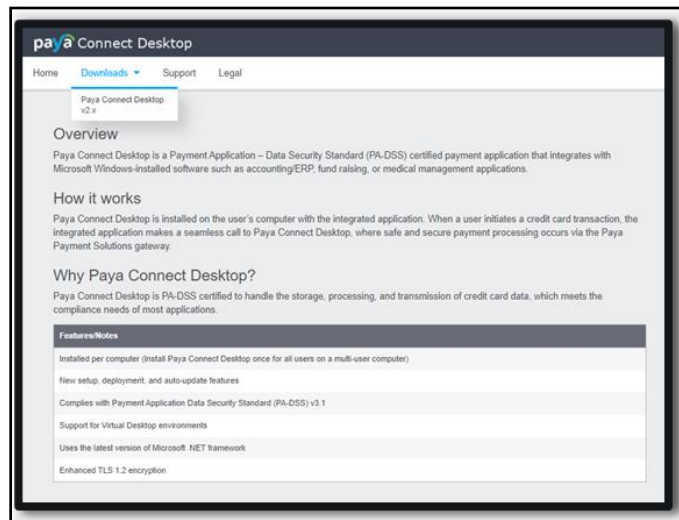 paya Connect Desktop
Home Downloads Support Legal
Paya Connect Desktop
v2.x
Overview
Paya Connect Desktop is a Payment Application – Data Security Standard (PA-DSS) certified payment application that integrates with
Microsoft Windows-installed software such as accounting/ERP, fund raising, or medical management applications.
How it works
Paya Connect Desktop is installed on the user's computer with the integrated application. When a user initiates a credit card transaction, the
integrated application makes a seamless call to Paya Connect Desktop, where safe and secure payment processing occurs via the Paya
Payment Solutions gateway.
Why Paya Connect Desktop?
Paya Connect Desktop is PA-DSS certified to handle the storage, processing, and transmission of credit card data, which meets the
compliance needs of most applications.
Features/Notes
Installed per computer (Install Paya Connect Desktop once for all users on a multi-user computer)
New setup, deployment, and auto-update features
Complies with Payment Application Data Security Standard (PA-DSS) v3.1
Support for Virtual Desktop environments
Uses the latest version of Microsoft .NET framework
Enhanced TLS 1.2 encryption